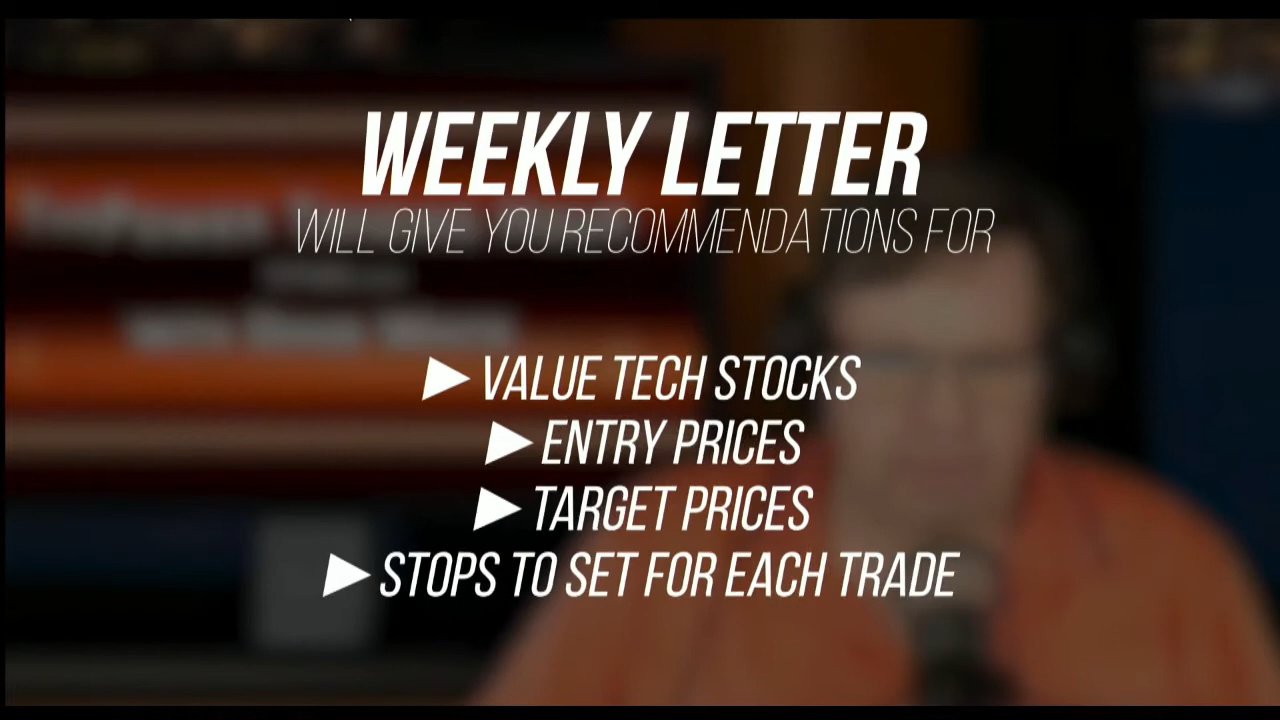 WEEKLY LETTER
WILL GIVE YOU RECOMMENDATIONS FOR
▶ VALUE TECH STOCKS
▶ ENTRY PRICES
▶ TARGET PRICES
▶ STOPS TO SET FOR EACH TRADE